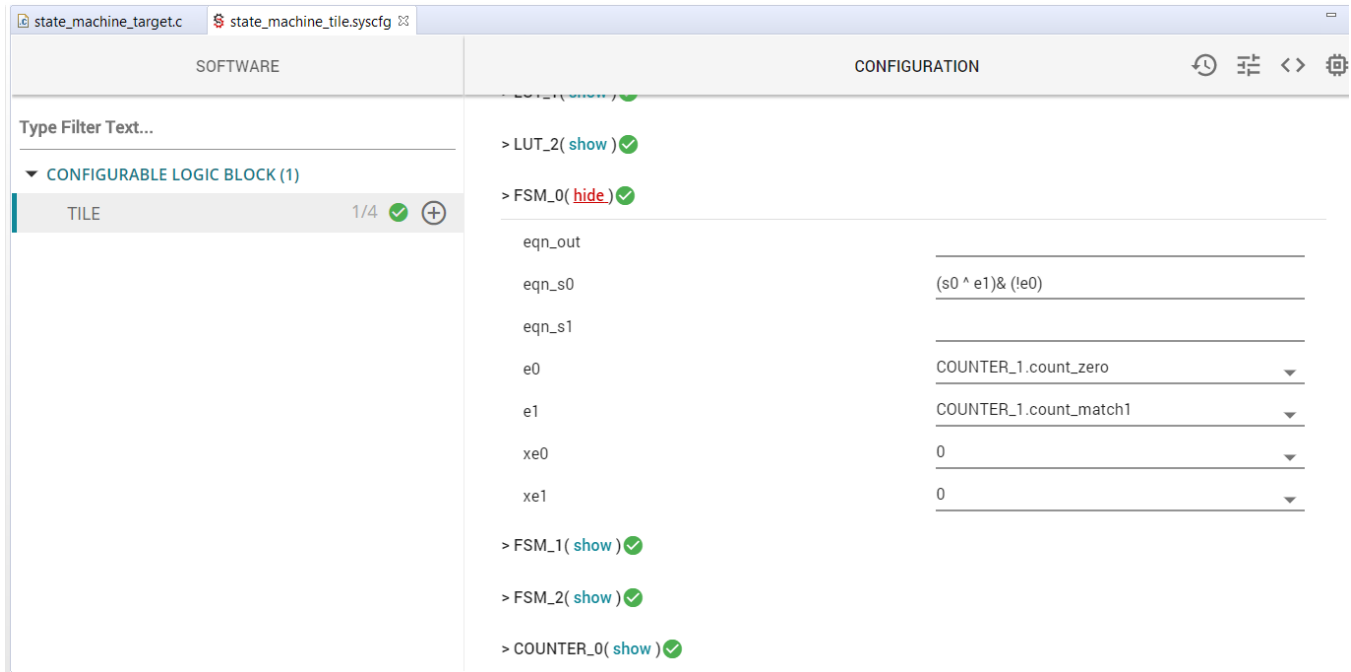 state_machine_target.c
state_machine_tile.syscfg
SOFTWARE
CONFIGURATION
Type Filter Text...
CONFIGURABLE LOGIC BLOCK (1)
TILE 1/4
> LUT_1( show )
> LUT_2( show )
> FSM_0( hide )
eqn_out
eqn_s0 (s0 ^ e1)& (!e0)
eqn_s1
e0 COUNTER_1.count_zero
e1 COUNTER_1.count_match1
xe0 0
xe1 0
> FSM_1( show )
> FSM_2( show )
> COUNTER_0( show )